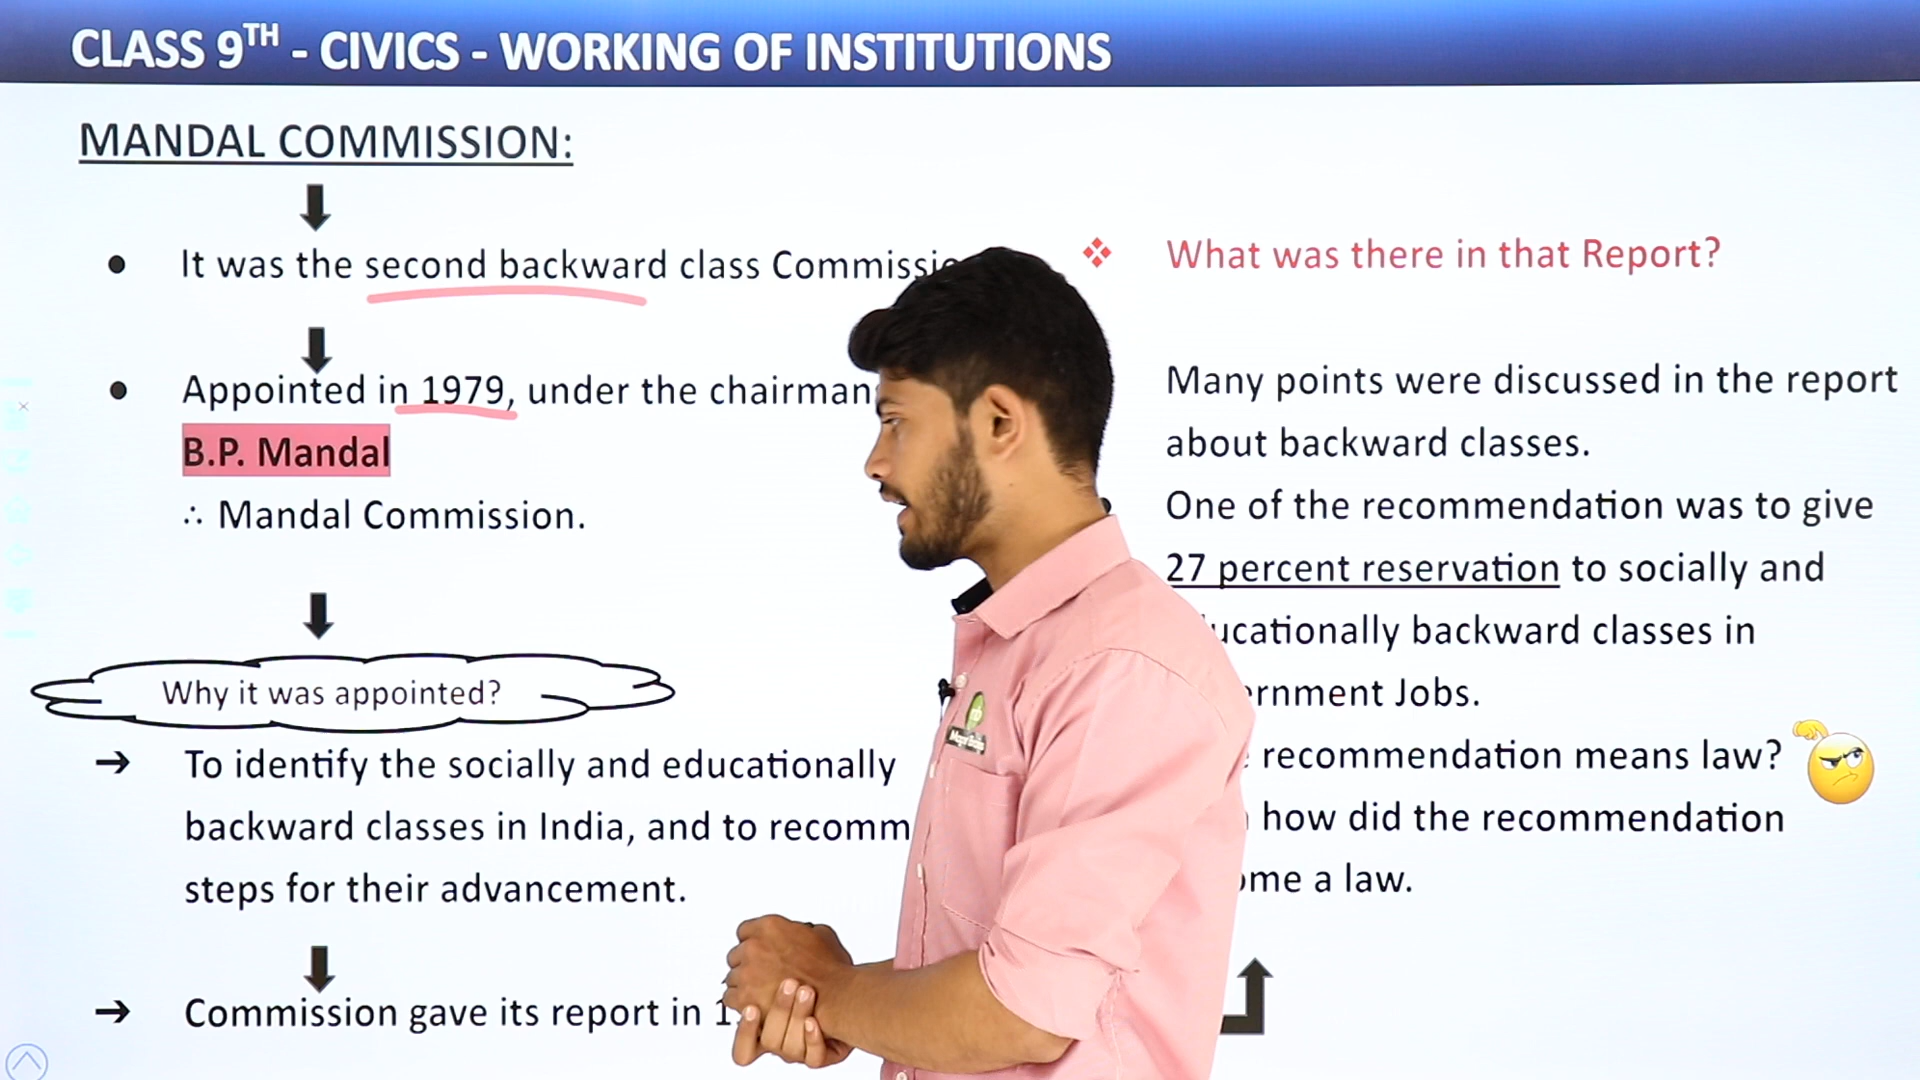 CLASS 9TH - CIVICS - WORKING OF INSTITUTIONS
MANDAL COMMISSION:
It was the second backward class
Appointed in 1979, under the
B.P. Mandal
∴ Mandal Commission.
Why it was appointed?
To identify the socially and educationally
backward classes in India, and to
steps for their advancement.
Commission gave its report in
What was there in that Report?
Many points were discussed in the report
about backward classes.
One of the recommendation was to give
27 percent reservation to socially and
backward classes in
Jobs.
recommendation means law?
how did the recommendation
a law.